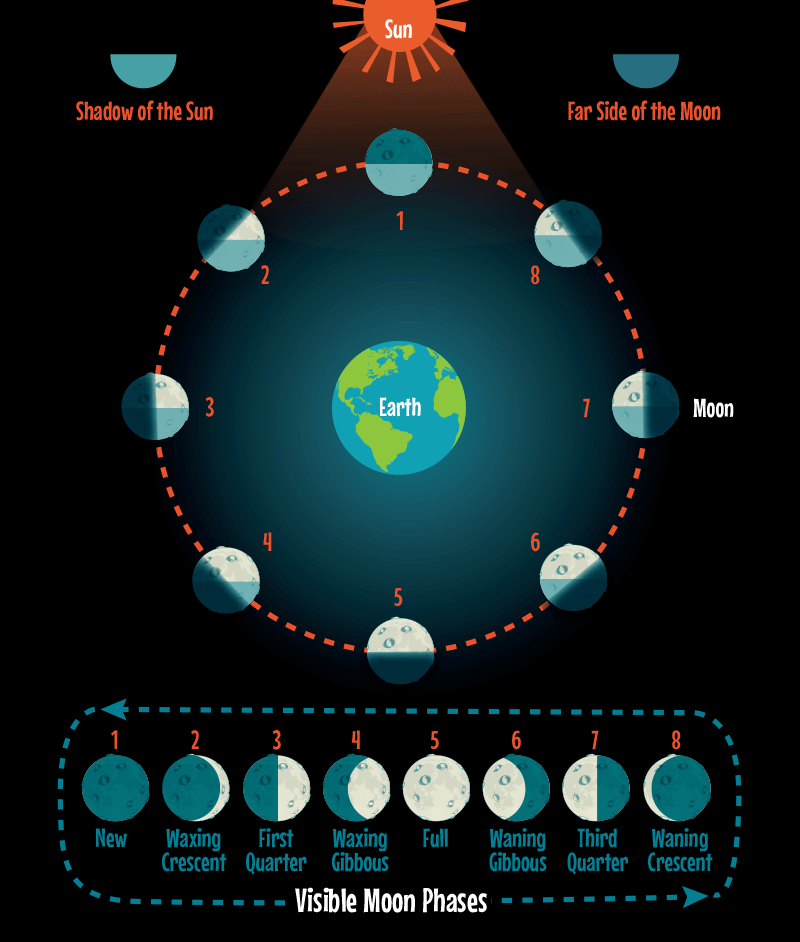 Sun
Shadow of the Sun
Far Side of the Moon
1
2
8
3
Earth
7
Moon
4
6
5
1 2 3 4 5 6 7 8
New
Waxing
Crescent
First
Quarter
Waxing
Gibbous
Full
Waning
Gibbous
Third
Quarter
Waning
Crescent
Visible Moon Phases